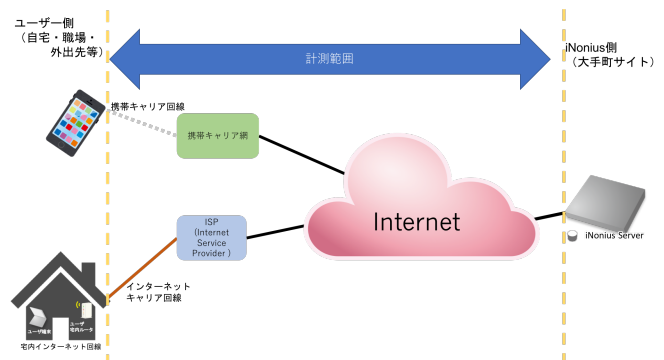 ユーザー側
（自宅・職場・
外出先等）
iNonius側
（大手町サイト）
計測範囲
携帯キャリア回線
携帯キャリア網
ISP
(Internet
Service
Provider )
Internet
iNonius Server
インターネット
キャリア回線
ユーザ端末
ユーザ
宅内ルータ
宅内インターネット回線